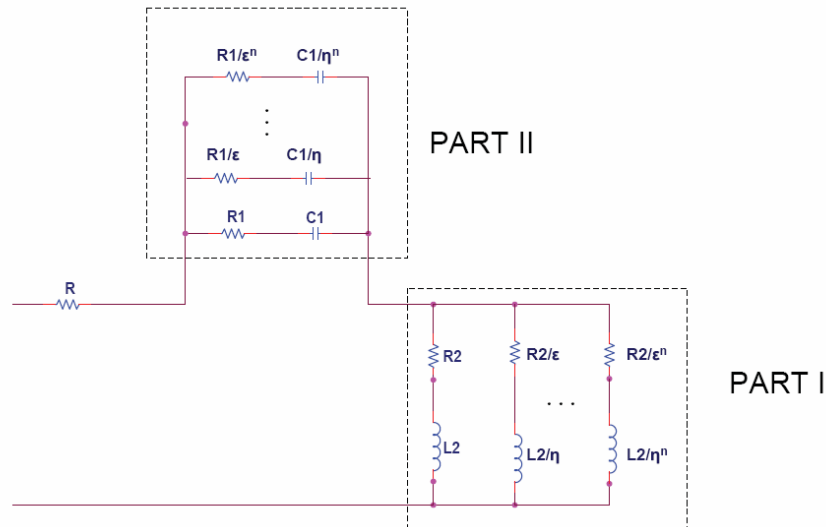 R1/εⁿ C1/ηⁿ
PART II
R1/ε C1/η
R1 C1
R
R2 R2/ε R2/εⁿ
PART I
L2 L2/η L2/ηⁿ